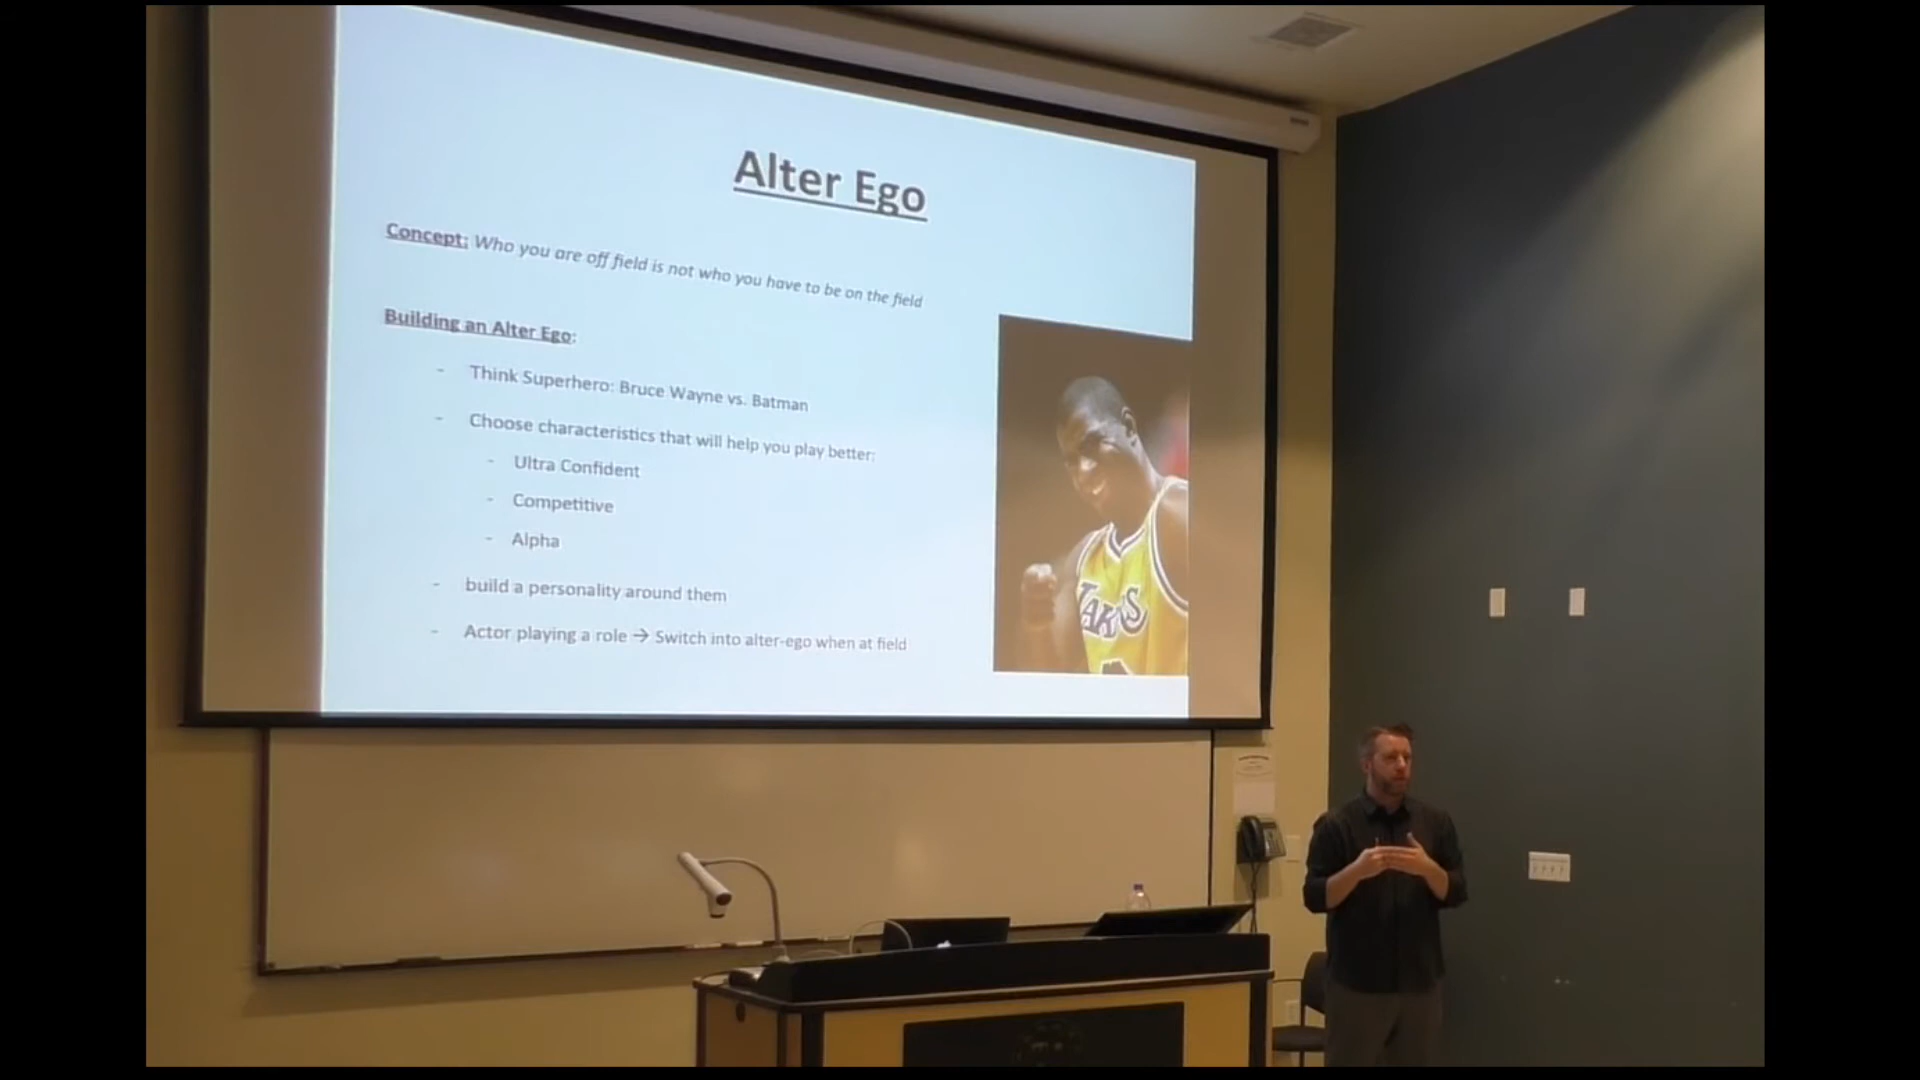 Alter Ego
Concept: Who you are off field is not who you have to be on the field
Building an Alter Ego:
- Think Superhero: Bruce Wayne vs. Batman
- Choose characteristics that will help you play better:
- Ultra Confident
- Competitive
- Alpha
- build a personality around them
- Actor playing a role → Switch into alter-ego when at field
LAKERS